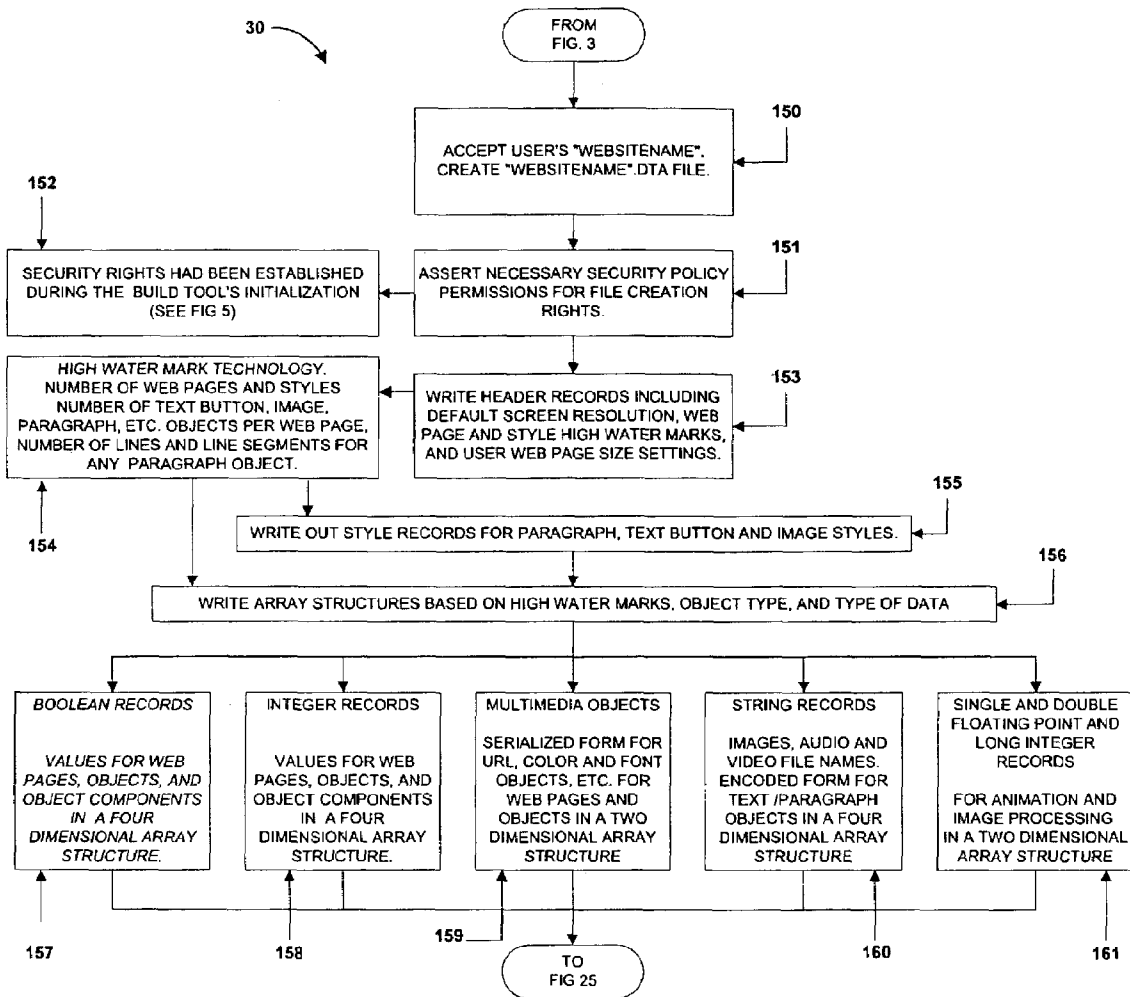 30
FROM
FIG. 3
150
ACCEPT USER'S "WEBSITENAME".
CREATE "WEBSITENAME".DTA FILE.
152
151
SECURITY RIGHTS HAD BEEN ESTABLISHED
DURING THE BUILD TOOL'S INITIALIZATION
(SEE FIG 5)
ASSERT NECESSARY SECURITY POLICY
PERMISSIONS FOR FILE CREATION
RIGHTS.
HIGH WATER MARK TECHNOLOGY.
NUMBER OF WEB PAGES AND STYLES
NUMBER OF TEXT BUTTON, IMAGE,
PARAGRAPH, ETC. OBJECTS PER WEB PAGE,
NUMBER OF LINES AND LINE SEGMENTS FOR
ANY PARAGRAPH OBJECT.
WRITE HEADER RECORDS INCLUDING
DEFAULT SCREEN RESOLUTION, WEB
PAGE AND STYLE HIGH WATER MARKS,
AND USER WEB PAGE SIZE SETTINGS.
153
154
155
WRITE OUT STYLE RECORDS FOR PARAGRAPH, TEXT BUTTON AND IMAGE STYLES.
156
WRITE ARRAY STRUCTURES BASED ON HIGH WATER MARKS, OBJECT TYPE, AND TYPE OF DATA
BOOLEAN RECORDS
VALUES FOR WEB
PAGES, OBJECTS, AND
OBJECT COMPONENTS
IN A FOUR
DIMENSIONAL ARRAY
STRUCTURE.
INTEGER RECORDS
VALUES FOR WEB
PAGES, OBJECTS, AND
OBJECT COMPONENTS
IN A FOUR
DIMENSIONAL ARRAY
STRUCTURE.
MULTIMEDIA OBJECTS
SERIALIZED FORM FOR
URL, COLOR AND FONT
OBJECTS, ETC. FOR
WEB PAGES AND
OBJECTS IN A TWO
DIMENSIONAL ARRAY
STRUCTURE
STRING RECORDS
IMAGES, AUDIO AND
VIDEO FILE NAMES.
ENCODED FORM FOR
TEXT /PARAGRAPH
OBJECTS IN A FOUR
DIMENSIONAL ARRAY
STRUCTURE
SINGLE AND DOUBLE
FLOATING POINT AND
LONG INTEGER
RECORDS
FOR ANIMATION AND
IMAGE PROCESSING
IN A TWO DIMENSIONAL
ARRAY STRUCTURE
157
158
159
160
161
TO
FIG 25